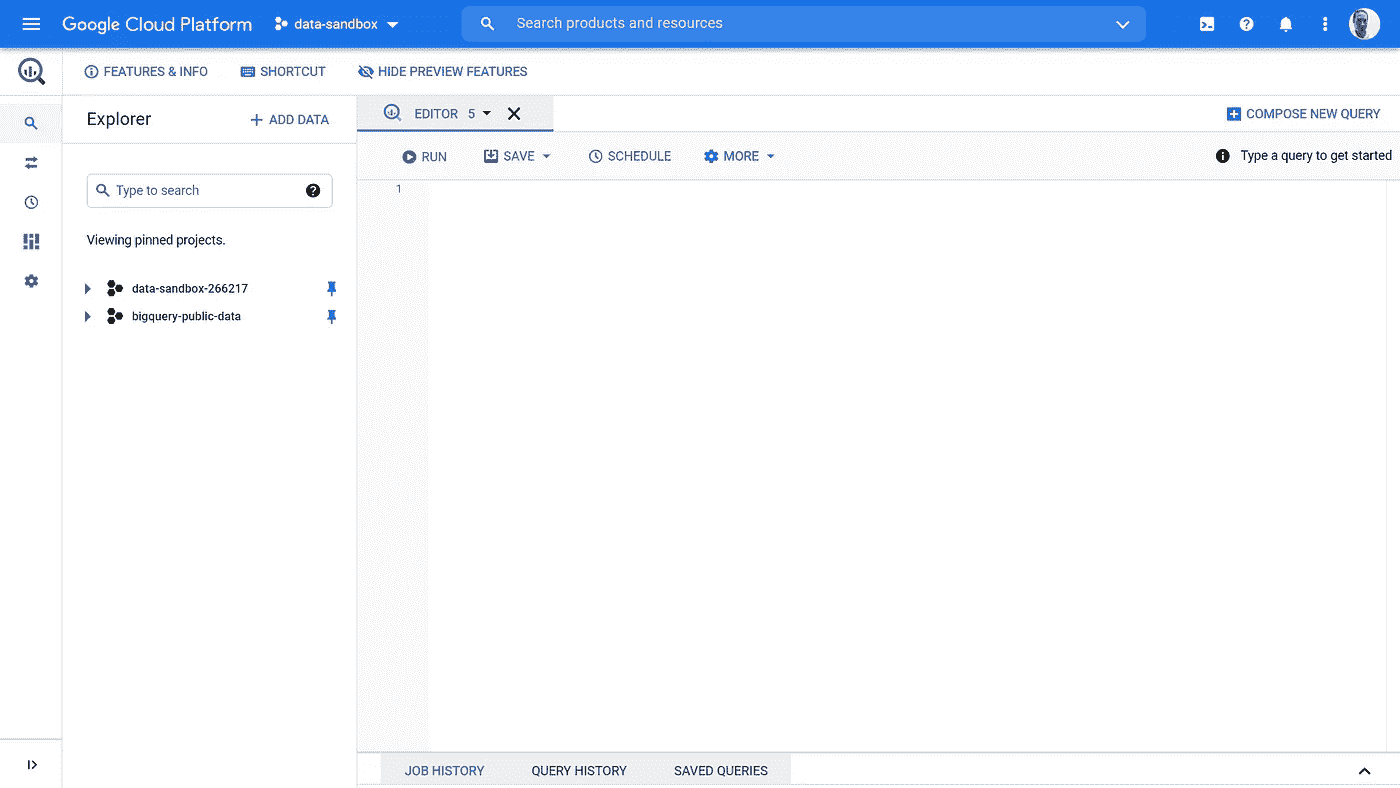 Google Cloud Platform data-sandbox Search products and resources
FEATURES & INFO SHORTCUT HIDE PREVIEW FEATURES
Explorer ADD DATA
EDITOR 5 COMPOSE NEW QUERY
RUN SAVE SCHEDULE MORE Type a query to get started
Type to search
1
Viewing pinned projects.
data-sandbox-266217
bigquery-public-data
JOB HISTORY QUERY HISTORY SAVED QUERIES